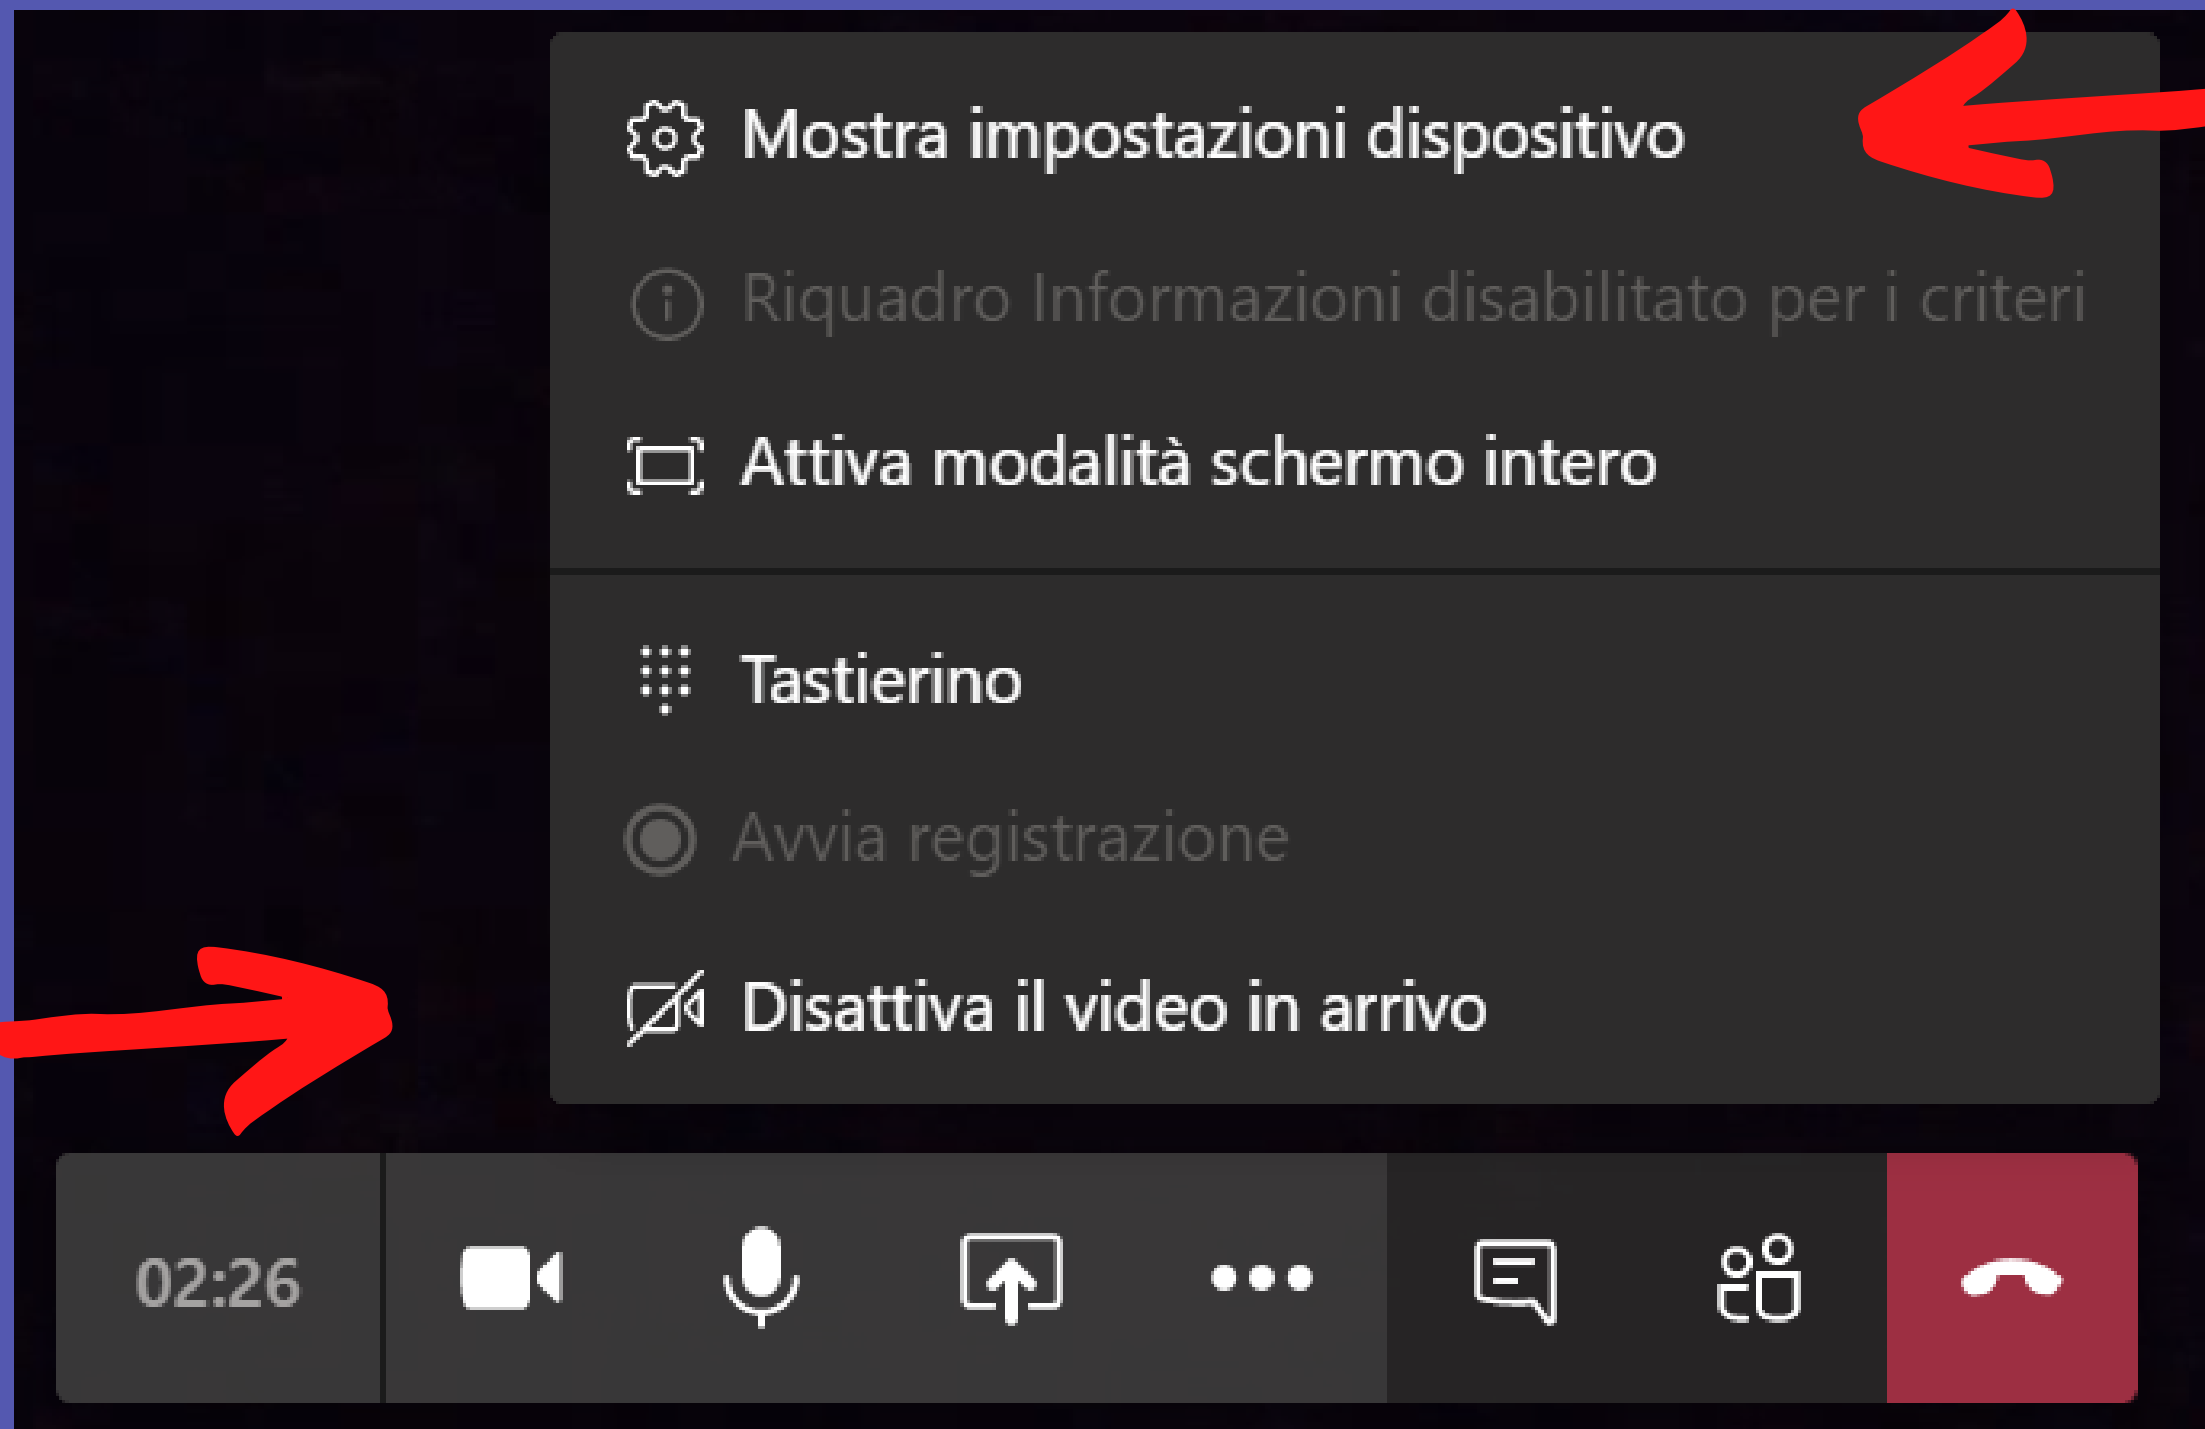 Mostra impostazioni dispositivo
Riquadro Informazioni disabilitato per i criteri
Attiva modalità schermo intero
Tastierino
Avvia registrazione
Disattiva il video in arrivo
02:26